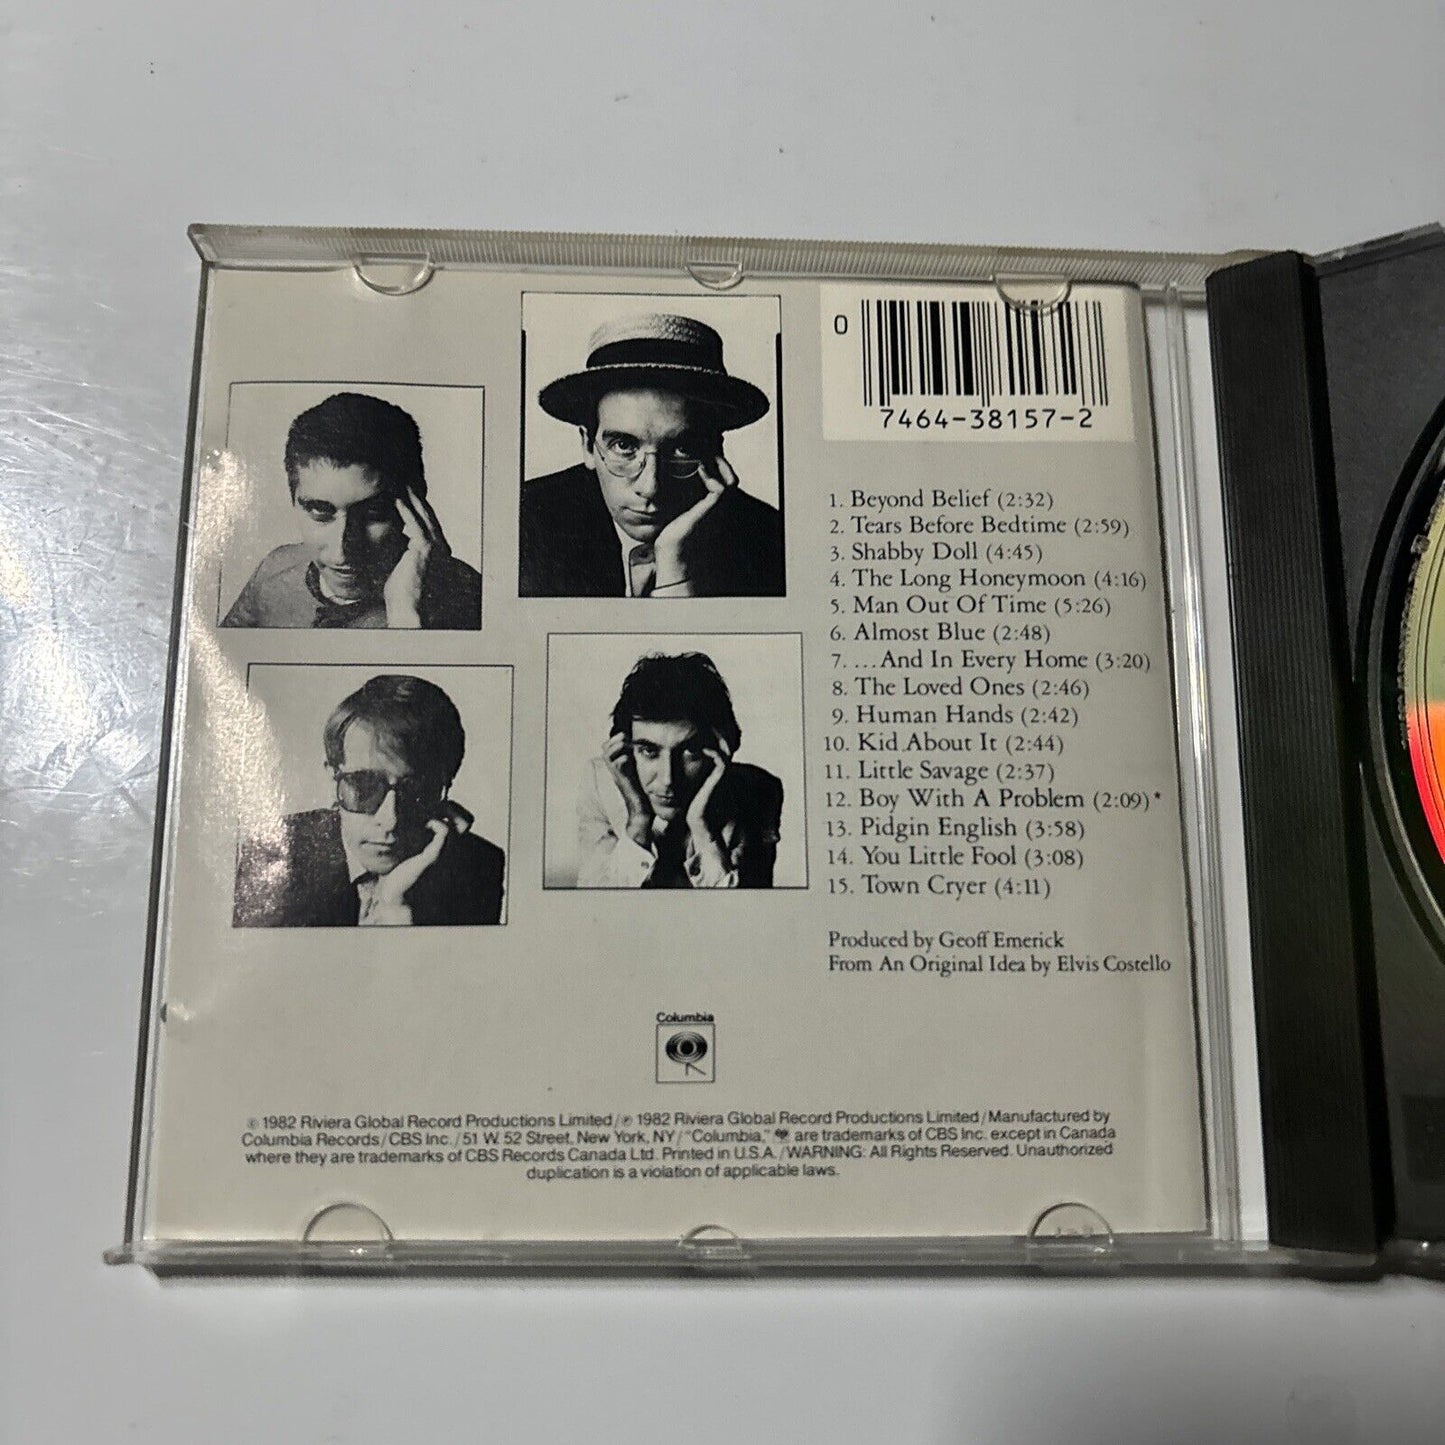 0
7464-38157-2
1. Beyond Belief (2:32)
2. Tears Before Bedtime (2:59)
3. Shabby Doll (4:45)
4. The Long Honeymoon (4:16)
5. Man Out Of Time (5:26)
6. Almost Blue (2:48)
7. ...And In Every Home (3:20)
8. The Loved Ones (2:46)
9. Human Hands (2:42)
10. Kid About It (2:44)
11. Little Savage (2:37)
12. Boy With A Problem (2:09)*
13. Pidgin English (3:58)
14. You Little Fool (3:08)
15. Town Cryer (4:11)
Produced by Geoff Emerick
From An Original Idea by Elvis Costello
Columbia
© 1982 Riviera Global Record Productions Limited/℗ 1982 Riviera Global Record Productions Limited/Manufactured by
Columbia Records/CBS Inc./51 W. 52 Street, New York, NY/"Columbia," are trademarks of CBS Inc. except in Canada
where they are trademarks of CBS Records Canada Ltd. Printed in U.S.A./WARNING: All Rights Reserved. Unauthorized
duplication is a violation of applicable laws.